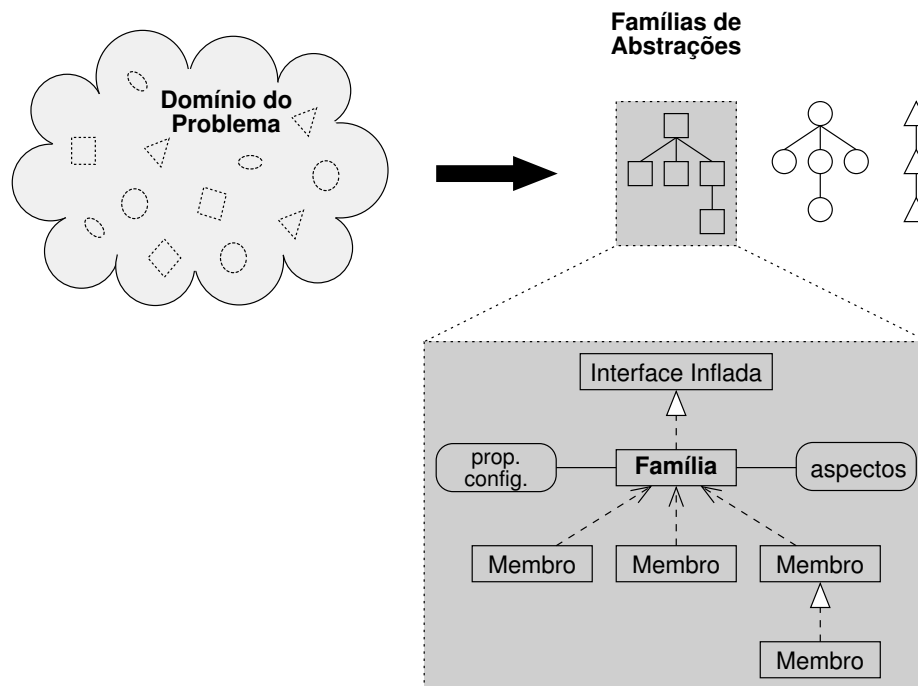 Famílias de
Abstrações
Domínio do
Problema
Interface Inflada
prop.
config.
Família
aspectos
Membro
Membro
Membro
Membro